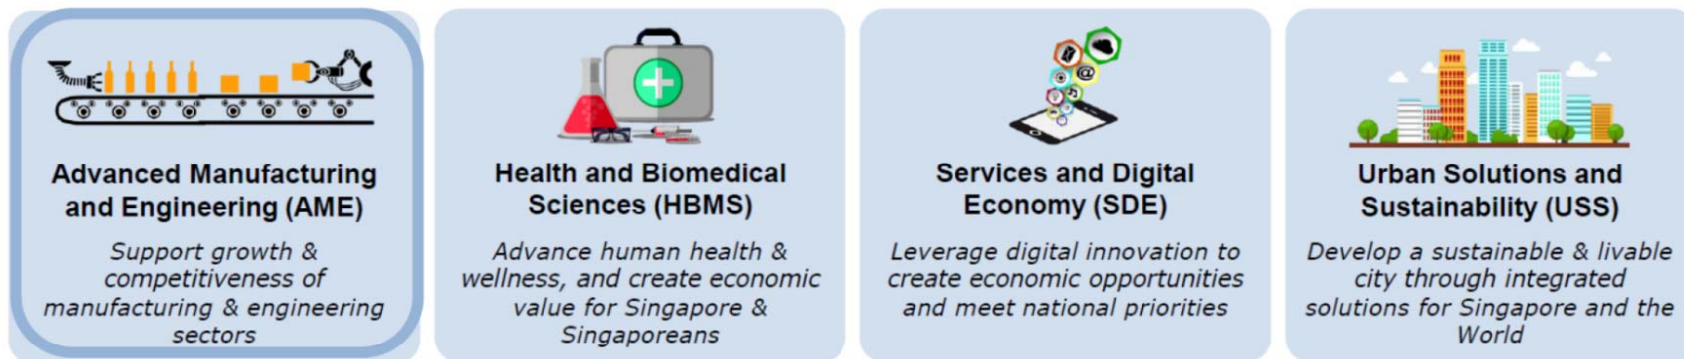 Advanced Manufacturing
and Engineering (AME)
Support growth &
competitiveness of
manufacturing & engineering
sectors
Health and Biomedical
Sciences (HBMS)
Advance human health &
wellness, and create economic
value for Singapore &
Singaporeans
Services and Digital
Economy (SDE)
Leverage digital innovation to
create economic opportunities
and meet national priorities
Urban Solutions and
Sustainability (USS)
Develop a sustainable & livable
city through integrated
solutions for Singapore and the
World